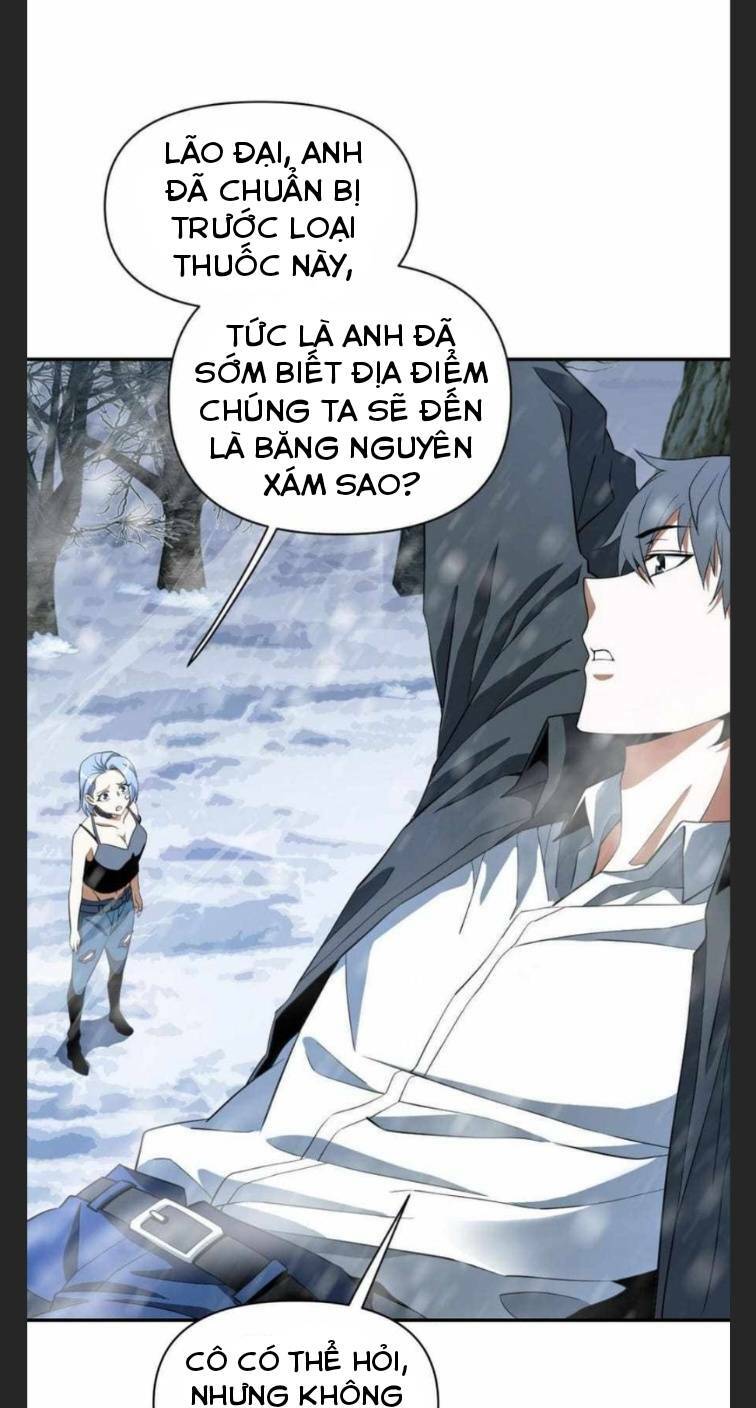 LÃO ĐẠI, ANH
ĐÃ CHUẨN BỊ
TRƯỚC LOẠI
THUỐC NÀY,
TỨC LÀ ANH ĐÃ
SỚM BIẾT ĐỊA ĐIỂM
CHÚNG TA SẼ ĐẾN
LÀ BĂNG NGUYÊN
XÁM SAO?
CÔ CÓ THỂ HỎI,
NHƯNG KHÔNG